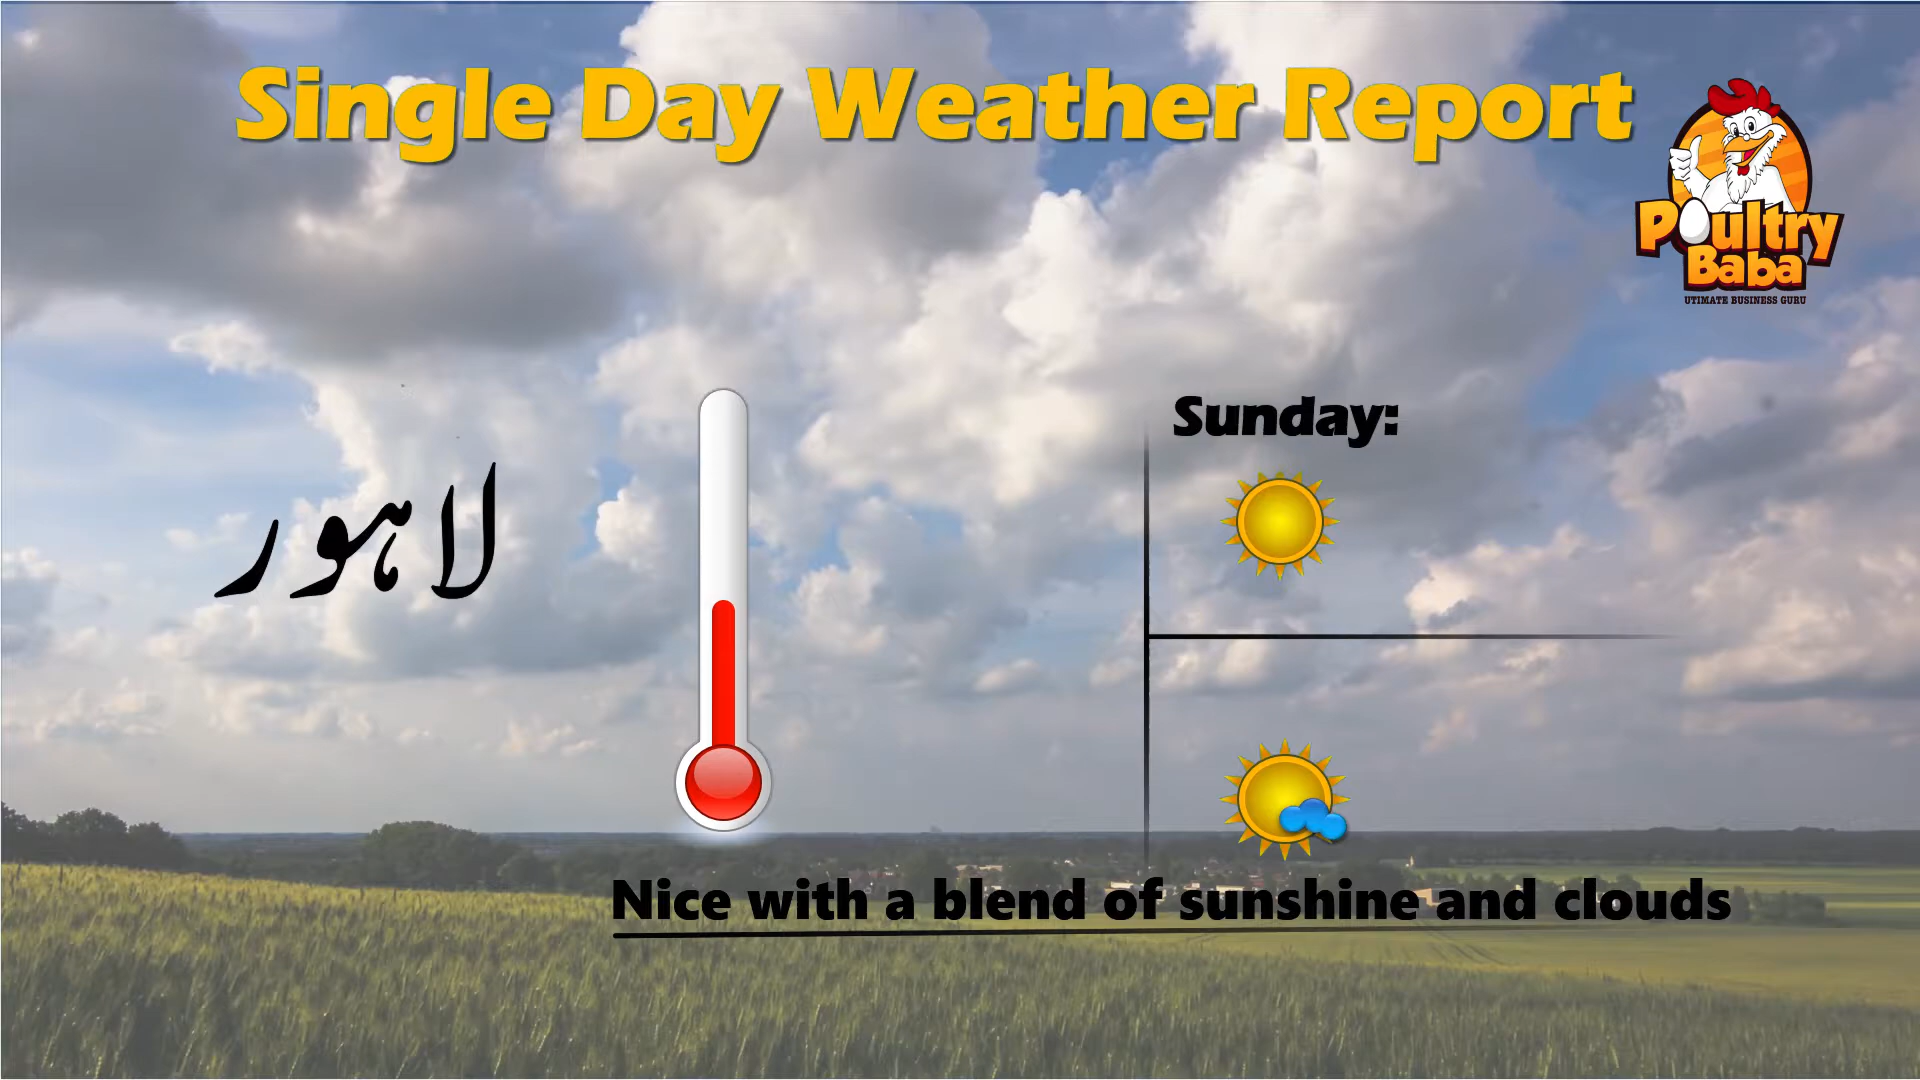 Single Day Weather Report
Poultry
Baba
UTIMATE BUSINESS GURU
Sunday:
لاہور
Nice with a blend of sunshine and clouds